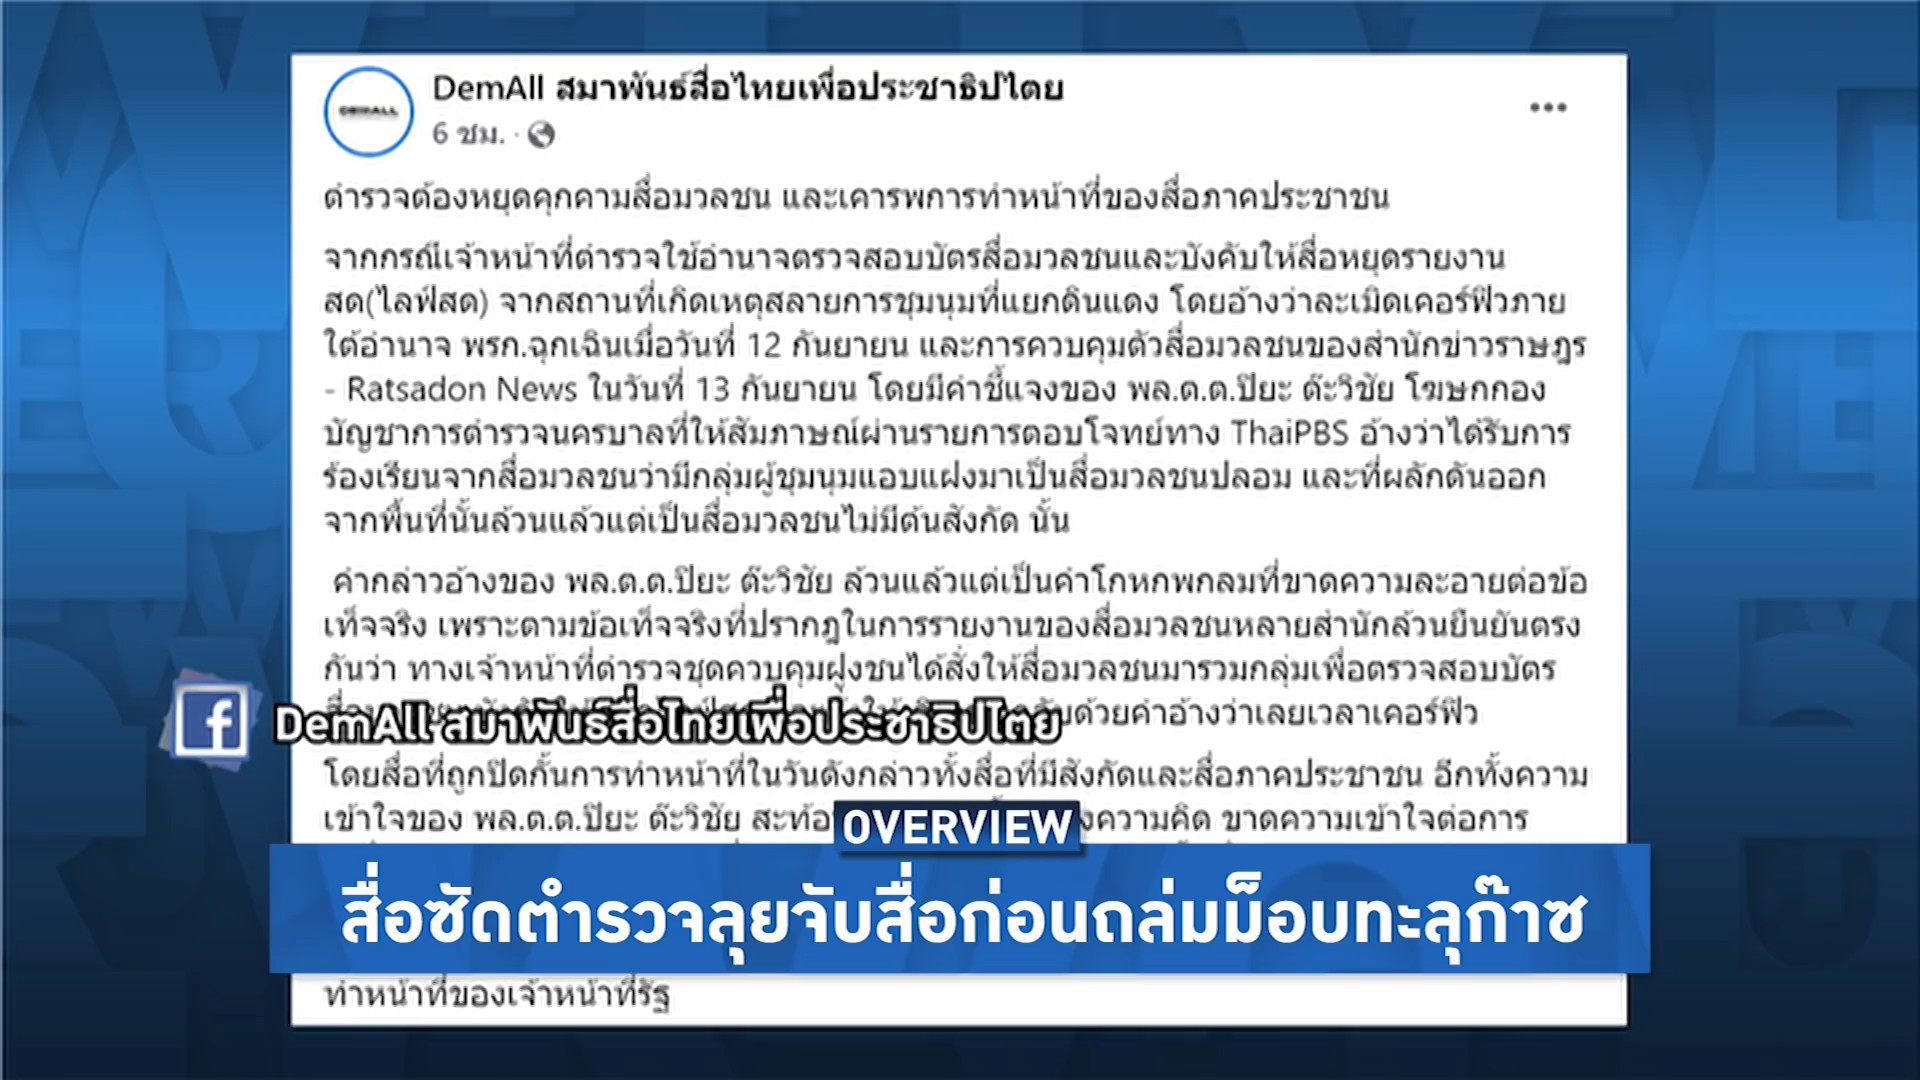 DEMALL
DemAll สมาพันธ์สื่อไทยเพื่อประชาธิปไตย
6 ชม. ·
ตำรวจต้องหยุดคุกคามสื่อมวลชน และเคารพการทำหน้าที่ของสื่อภาคประชาชน
จากกรณีเจ้าหน้าที่ตำรวจใช้อำนาจตรวจสอบบัตรสื่อมวลชนและบังคับให้สื่อหยุดรายงาน
สด(ไลฟ์สด) จากสถานที่เกิดเหตุสลายการชุมนุมที่แยกดินแดง โดยอ้างว่าละเมิดเคอร์ฟิวภาย
ใต้อำนาจ พรก.ฉุกเฉินเมื่อวันที่ 12 กันยายน และการควบคุมตัวสื่อมวลชนของสำนักข่าวราษฎร
- Ratsadon News ในวันที่ 13 กันยายน โดยมีคำชี้แจงของ พล.ต.ต.ปิยะ ต๊ะวิชัย โฆษกกอง
บัญชาการตำรวจนครบาลที่ให้สัมภาษณ์ผ่านรายการตอบโจทย์ทาง ThaiPBS อ้างว่าได้รับการ
ร้องเรียนจากสื่อมวลชนว่ามีกลุ่มผู้ชุมนุมแอบแฝงมาเป็นสื่อมวลชนปลอม และที่ผลักดันออก
จากพื้นที่นั้นล้วนแล้วแต่เป็นสื่อมวลชนไม่มีต้นสังกัด นั้น
คำกล่าวอ้างของ พล.ต.ต.ปิยะ ต๊ะวิชัย ล้วนแล้วแต่เป็นคำโกหกพกลมที่ขาดความละอายต่อข้อ
เท็จจริง เพราะตามข้อเท็จจริงที่ปรากฏในการรายงานของสื่อมวลชนหลายสำนักล้วนยืนยันตรง
กันว่า ทางเจ้าหน้าที่ตำรวจชุดควบคุมฝูงชนได้สั่งให้สื่อมวลชนมารวมกลุ่มเพื่อตรวจสอบบัตร
ด้วยคำอ้างว่าเลยเวลาเคอร์ฟิว
DemAll สมาพันธ์สื่อไทยเพื่อประชาธิปไตย
โดยสื่อที่ถูกปิดกั้นการทำหน้าที่ในวันดังกล่าวทั้งสื่อที่มีสังกัดและสื่อภาคประชาชน อีกทั้งความ
เข้าใจของ พล.ต.ต.ปิยะ ต๊ะวิชัย ความคิด ขาดความเข้าใจต่อการ
OVERVIEW
สื่อซัดตำรวจลุยจับสื่อก่อนถล่มม็อบทะลุก๊าซ
ทำหน้าที่ของเจ้าหน้าที่รัฐ